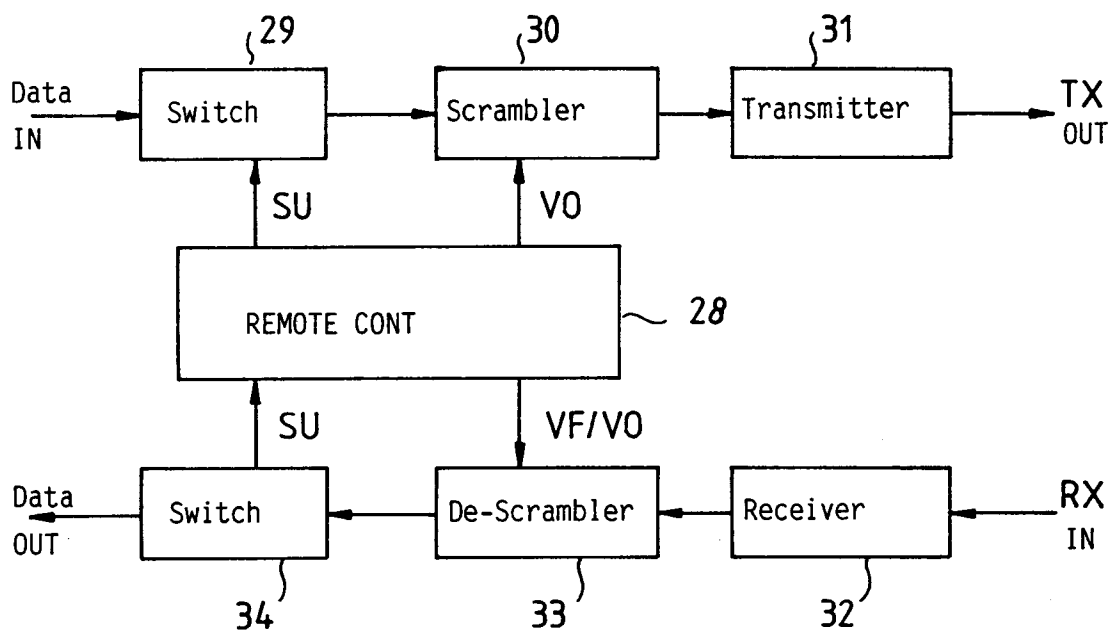 29
30
31
Data
IN
Switch
Scrambler
Transmitter
TX
OUT
SU
VO
REMOTE CONT
28
SU
VF/VO
Data
OUT
Switch
De-Scrambler
Receiver
RX
IN
34
33
32